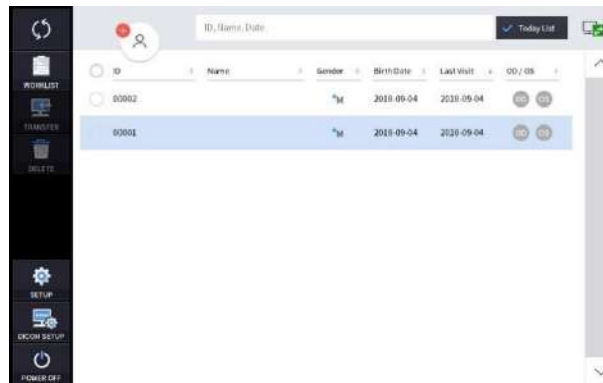 ID, Name, Date
Today List
WORKLIST
TRANSFER
DELETE
SETUP
DICOM SETUP
POWER OFF
ID Name Gender Birth Date Last Visit OD / OS
00002 M 2018-09-04 2018-09-04 OD OS
00001 M 2018-09-04 2018-09-04 OD OS